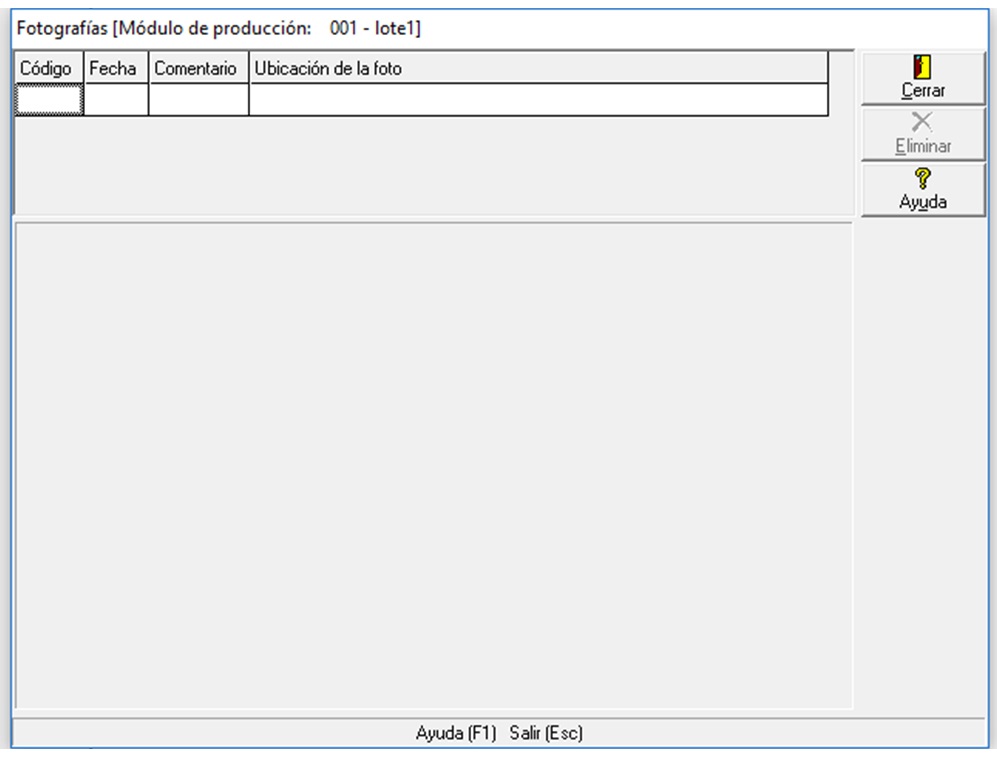 Fotografías [Módulo de producción: 001 - lote1]
Código Fecha Comentario Ubicación de la foto
Cerrar
Eliminar
Ayuda
Ayuda (F1) Salir (Esc)